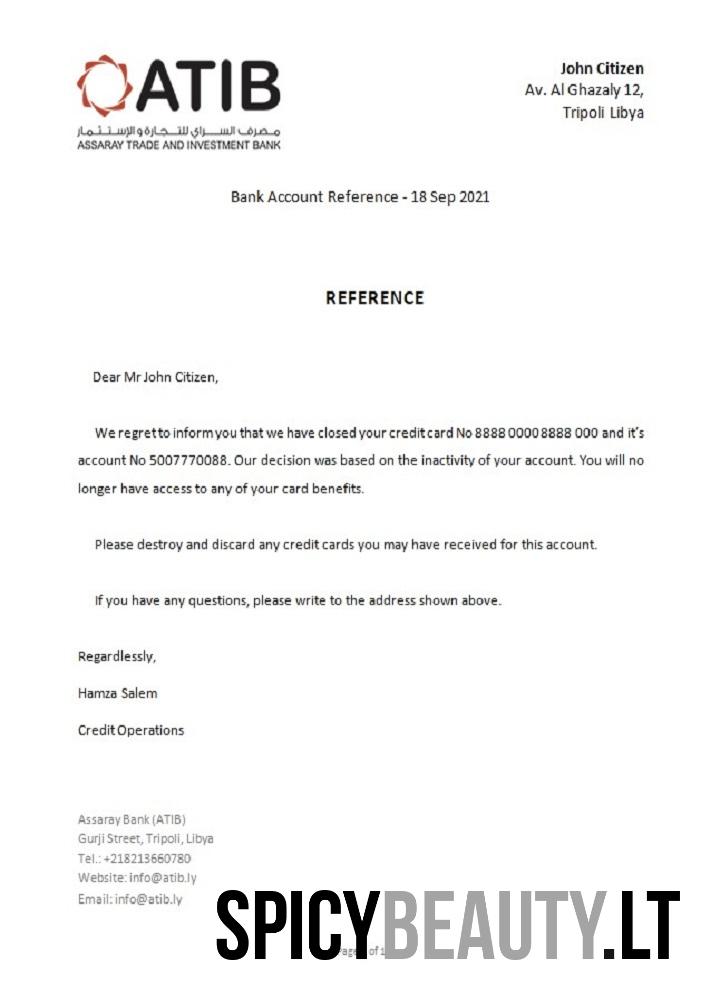 ATIB
مصرف السراي للتجارة والإستثمار
ASSARAY TRADE AND INVESTMENT BANK
John Citizen
Av. Al Ghazaly 12,
Tripoli Libya
Bank Account Reference - 18 Sep 2021
REFERENCE
Dear Mr John Citizen,
We regret to inform you that we have closed your credit card No 8888 0000 8888 000 and it's
account No 5007770088. Our decision was based on the inactivity of your account. You will no
longer have access to any of your card benefits.
Please destroy and discard any credit cards you may have received for this account.
If you have any questions, please write to the address shown above.
Regardlessly,
Hamza Salem
Credit Operations
Assaray Bank (ATIB)
Gurji Street, Tripoli, Libya
Tel.: +218213660780
Website: info@atib.ly
Email: info@atib.ly
SPICYBEAUTY.LT
of 1